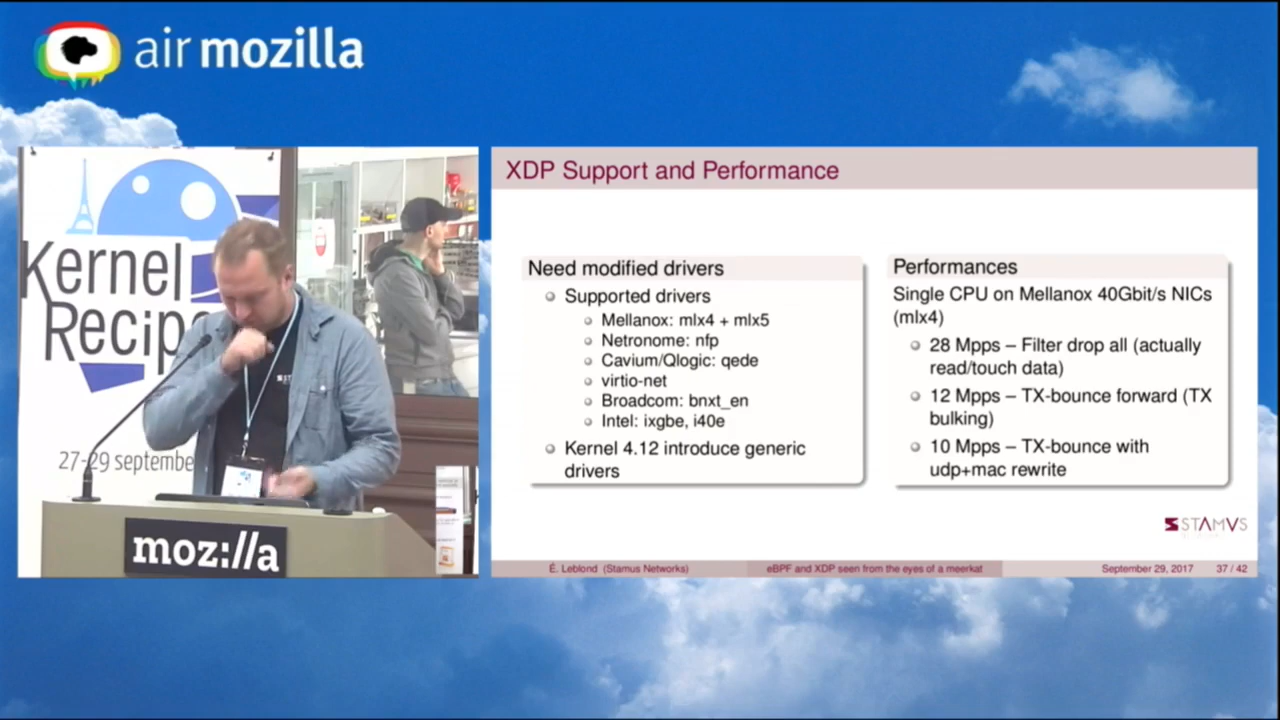 air mozilla
Kernel
Recipe
27-29 septembe
moz://a
XDP Support and Performance
Need modified drivers
Supported drivers
Mellanox: mlx4 + mlx5
Netronome: nfp
Cavium/Qlogic: qede
virtio-net
Broadcom: bnxt_en
Intel: ixgbe, i40e
Kernel 4.12 introduce generic
drivers
Performances
Single CPU on Mellanox 40Gbit/s NICs
(mlx4)
28 Mpps – Filter drop all (actually
read/touch data)
12 Mpps – TX-bounce forward (TX
bulking)
10 Mpps – TX-bounce with
udp+mac rewrite
STAMVS
É. Leblond (Stamus Networks) eBPF and XDP seen from the eyes of a meerkat September 29, 2017 37 / 42